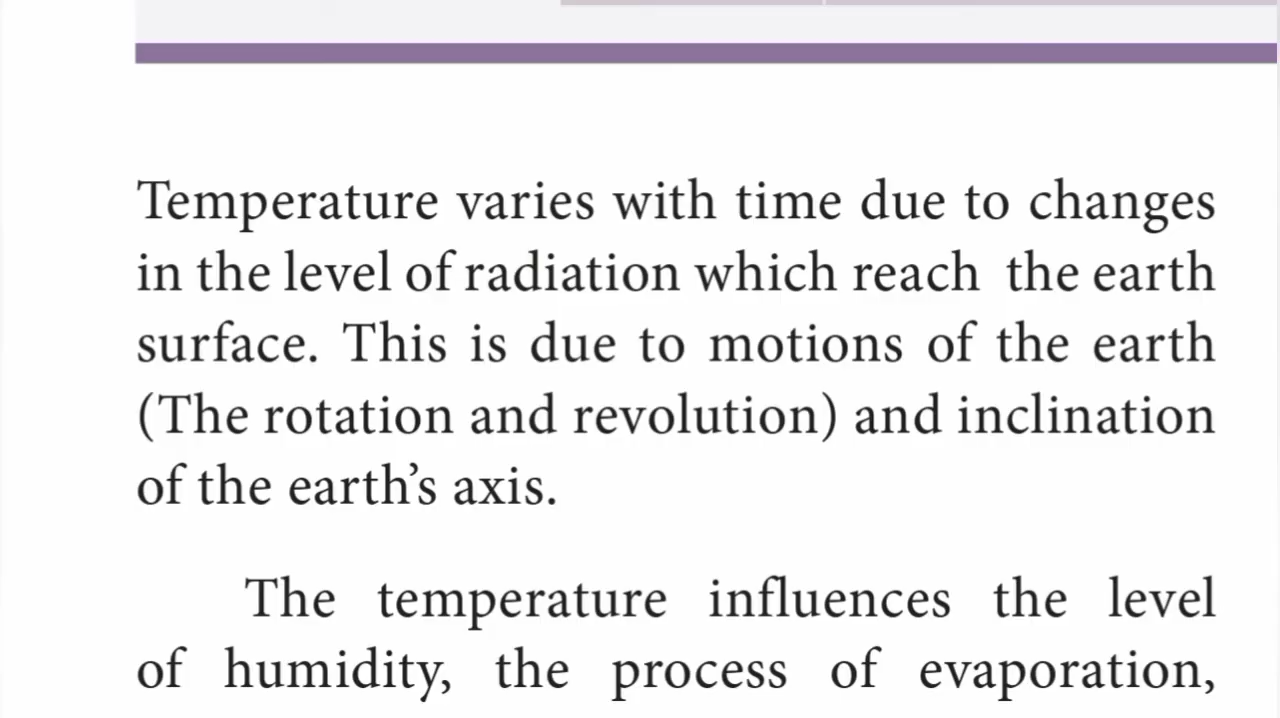 Temperature varies with time due to changes
in the level of radiation which reach the earth
surface. This is due to motions of the earth
(The rotation and revolution) and inclination
of the earth’s axis.
The temperature influences the level
of humidity, the process of evaporation,